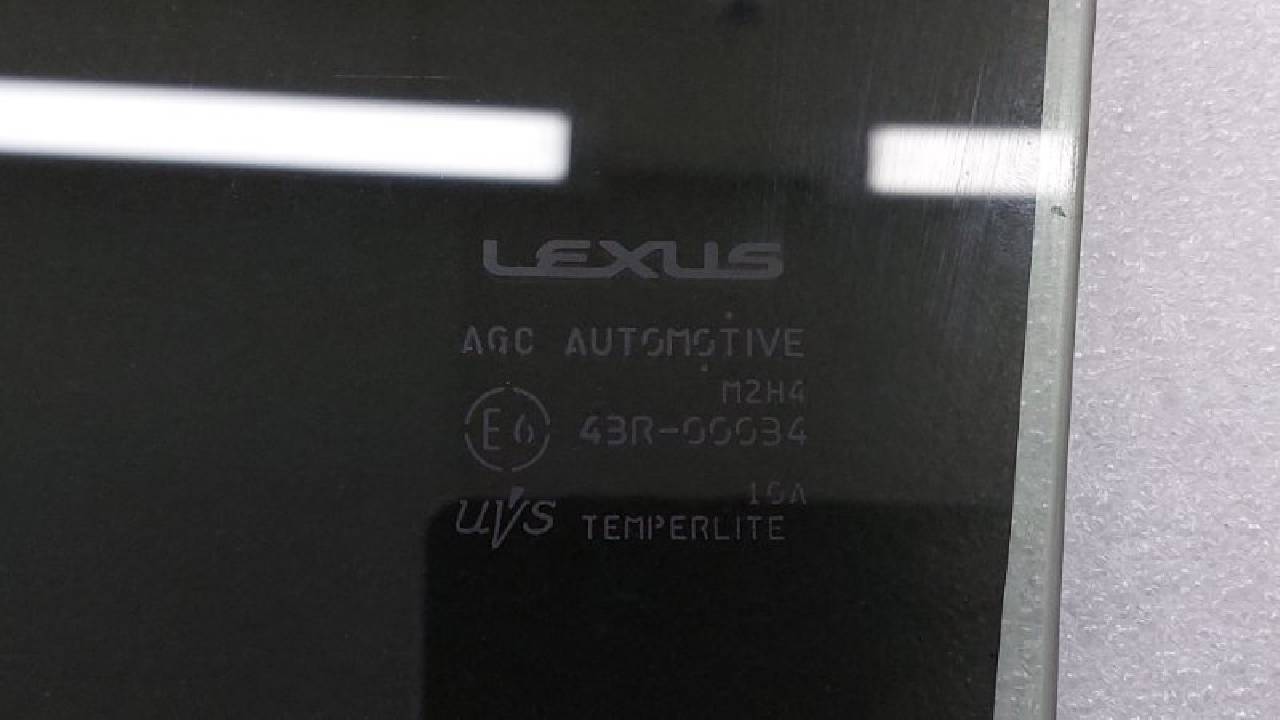 LEXUS
AGC AUTOMOTIVE
M2H4
E6 43R-00034
10A
UVS TEMPERLITE